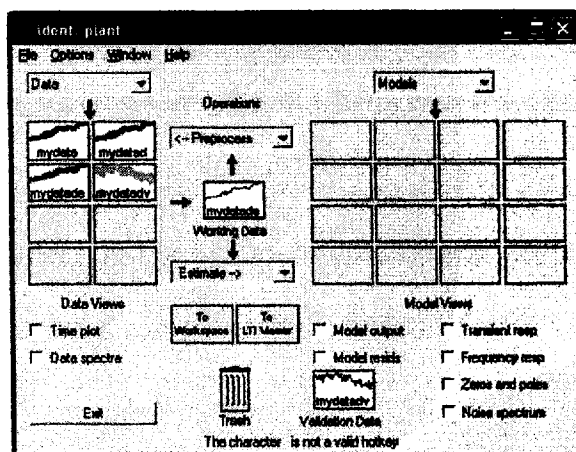 ident: plant
File Options Window Help
Data
Models
Operations
<-- Preprocess
mydata
mydatad
mydatade
mydatadv
mydatade
Working Data
Estimate -->
Data Views
Time plot
Data spectra
To Workspace
To LTI Viewer
Model Views
Model output
Model resids
Transient resp
Frequency resp
Zeros and poles
Noise spectrum
Exit
Trash
mydatadv
Validation Data
The character is not a valid hotkey